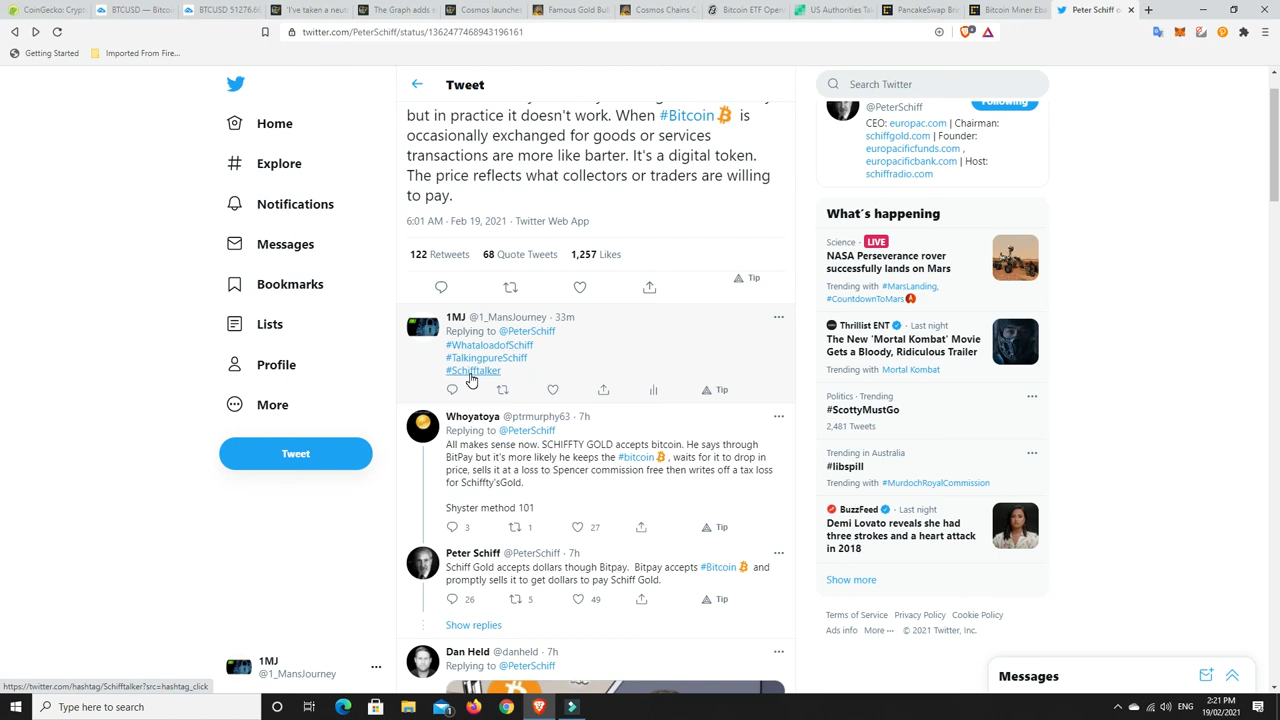 CoinGecko: Crypt
BTCUSD — Bitco
BTCUSD 51276.66
'I've taken a neut
The Graph adds s
Cosmos launches
Famous Gold Bul
Cosmos Chains C
Bitcoin ETF Open
US Authorities Tak
PancakeSwap Brin
Bitcoin Miner Eba
Peter Schiff o
twitter.com/PeterSchiff/status/1362477468943196161
Getting Started
Imported From Fire...
Home
Explore
Notifications
Messages
Bookmarks
Lists
Profile
More
Tweet
1MJ
@1_MansJourney
Tweet
but in practice it doesn't work. When #Bitcoin is
occasionally exchanged for goods or services
transactions are more like barter. It's a digital token.
The price reflects what collectors or traders are willing
to pay.
6:01 AM · Feb 19, 2021 · Twitter Web App
122 Retweets 68 Quote Tweets 1,257 Likes
Tip
1MJ @1_MansJourney · 33m
Replying to @PeterSchiff
#WhataloadofSchiff
#TalkingpureSchiff
#Schifftalker
Tip
Whoyatoya @ptrmurphy63 · 7h
Replying to @PeterSchiff
All makes sense now. SCHIFFTY GOLD accepts bitcoin. He says through
BitPay but it's more likely he keeps the #bitcoin , waits for it to drop in
price, sells it at a loss to Spencer commission free then writes off a tax loss
for Schiffty'sGold.
Shyster method 101
3 1 27 Tip
Peter Schiff @PeterSchiff · 7h
Schiff Gold accepts dollars though Bitpay. Bitpay accepts #Bitcoin and
promptly sells it to get dollars to pay Schiff Gold.
26 5 49 Tip
Show replies
Dan Held @danheld · 7h
Replying to @PeterSchiff
Search Twitter
@PeterSchiff
Following
CEO: europac.com | Chairman:
schiffgold.com | Founder:
europacificfunds.com ,
europacificbank.com | Host:
schiffradio.com
What's happening
Science · LIVE
NASA Perseverance rover
successfully lands on Mars
Trending with #MarsLanding,
#CountdownToMars
Thrillist ENT · Last night
The New 'Mortal Kombat' Movie
Gets a Bloody, Ridiculous Trailer
Trending with Mortal Kombat
Politics · Trending
#ScottyMustGo
2,481 Tweets
Trending in Australia
#libspill
Trending with #MurdochRoyalCommission
BuzzFeed · Last night
Demi Lovato reveals she had
three strokes and a heart attack
in 2018
Show more
Terms of Service Privacy Policy Cookie Policy
Ads info More ··· © 2021 Twitter, Inc.
Messages
https://twitter.com/hashtag/Schifftalker?src=hashtag_click
Type here to search
ENG
2:21 PM
19/02/2021